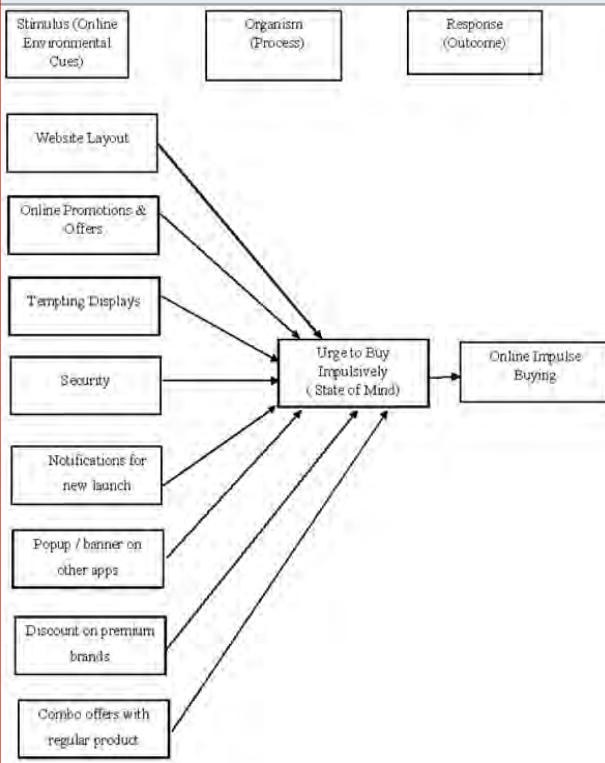 Stimulus (Online
Environmental
Cues)
Organism
(Process)
Response
(Outcome)
Website Layout
Online Promotions &
Offers
Tempting Displays
Security
Notifications for
new launch
Popup / banner on
other apps
Discount on premium
brands
Combo offers with
regular product
Urge to Buy
Impulsively
( State of Mind)
Online Impulse
Buying